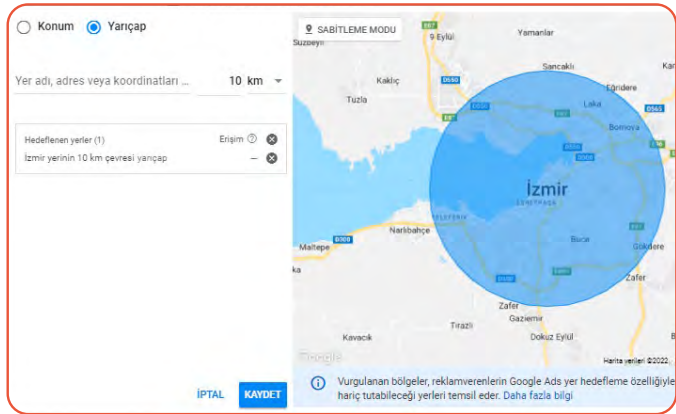 Konum
Yarıçap
Yer adı, adres veya koordinatları ...
10 km
Hedeflenen yerler (1)
Erişim
İzmir yerinin 10 km çevresi yarıçap
–
İPTAL
KAYDET
SABİTLEME MODU
9 Eylül
Yamanlar
Sancaklı
Kaklıç
Tuzla
Eğridere
Laka
Bornova
İzmir
Narlıbahçe
Maltepe
Buca
Gökdere
Zafer
Zafer
Gaziemir
Tırazlı
Kavacık
Dokuz Eylül
Google
Harita verileri ©2022
Vurgulanan bölgeler, reklamverenlerin Google Ads yer hedefleme özelliğiyle
hariç tutabileceği yerleri temsil eder. Daha fazla bilgi